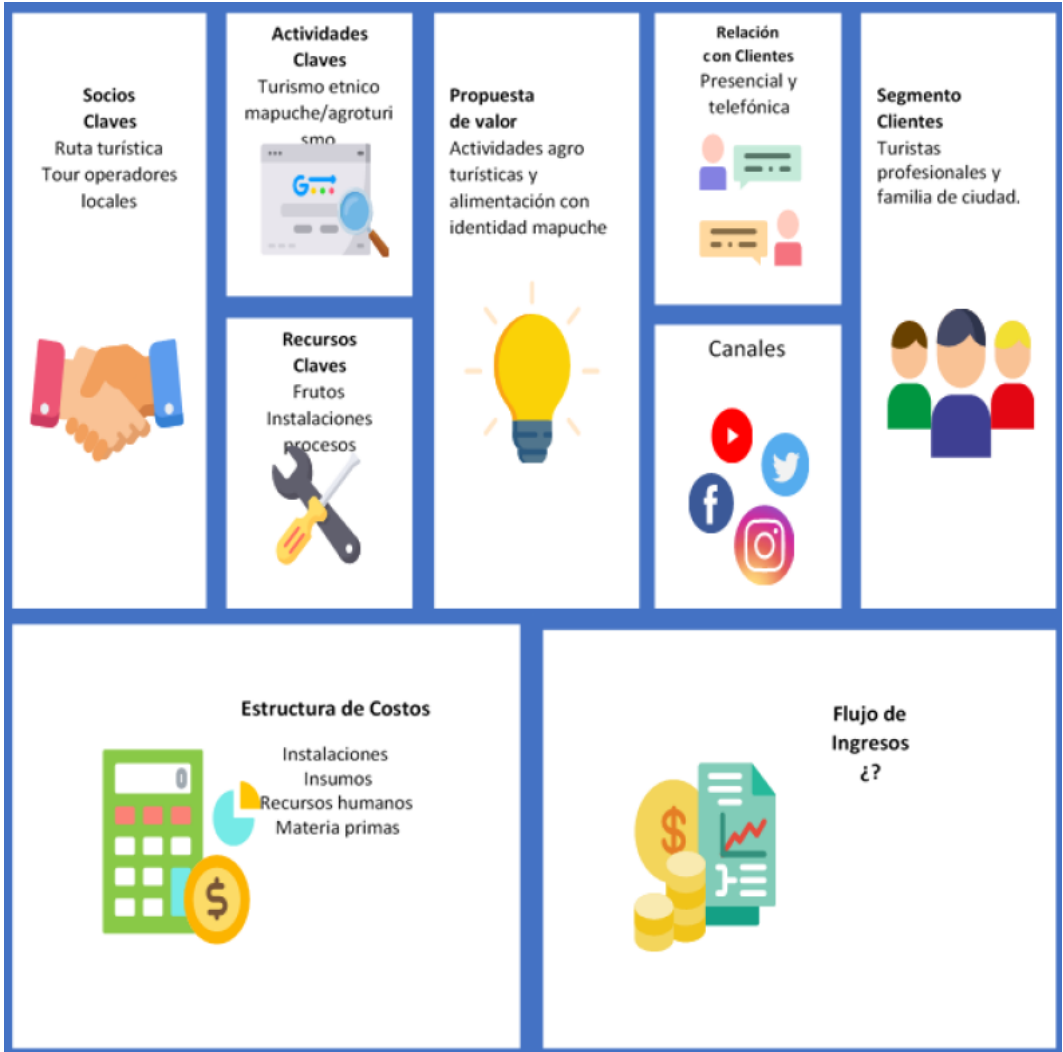 Socios
Claves
Ruta turística
Tour operadores
locales
Actividades
Claves
Turismo etnico
mapuche/agroturi
smo
G
Recursos
Claves
Frutos
Instalaciones
procesos
Propuesta
de valor
Actividades agro
turísticas y
alimentación con
identidad mapuche
Relación
con Clientes
Presencial y
telefónica
Canales
Segmento
Clientes
Turistas
profesionales y
familia de ciudad.
Estructura de Costos
Instalaciones
Insumos
Recursos humanos
Materia primas
0
$
Flujo de
Ingresos
¿?
$